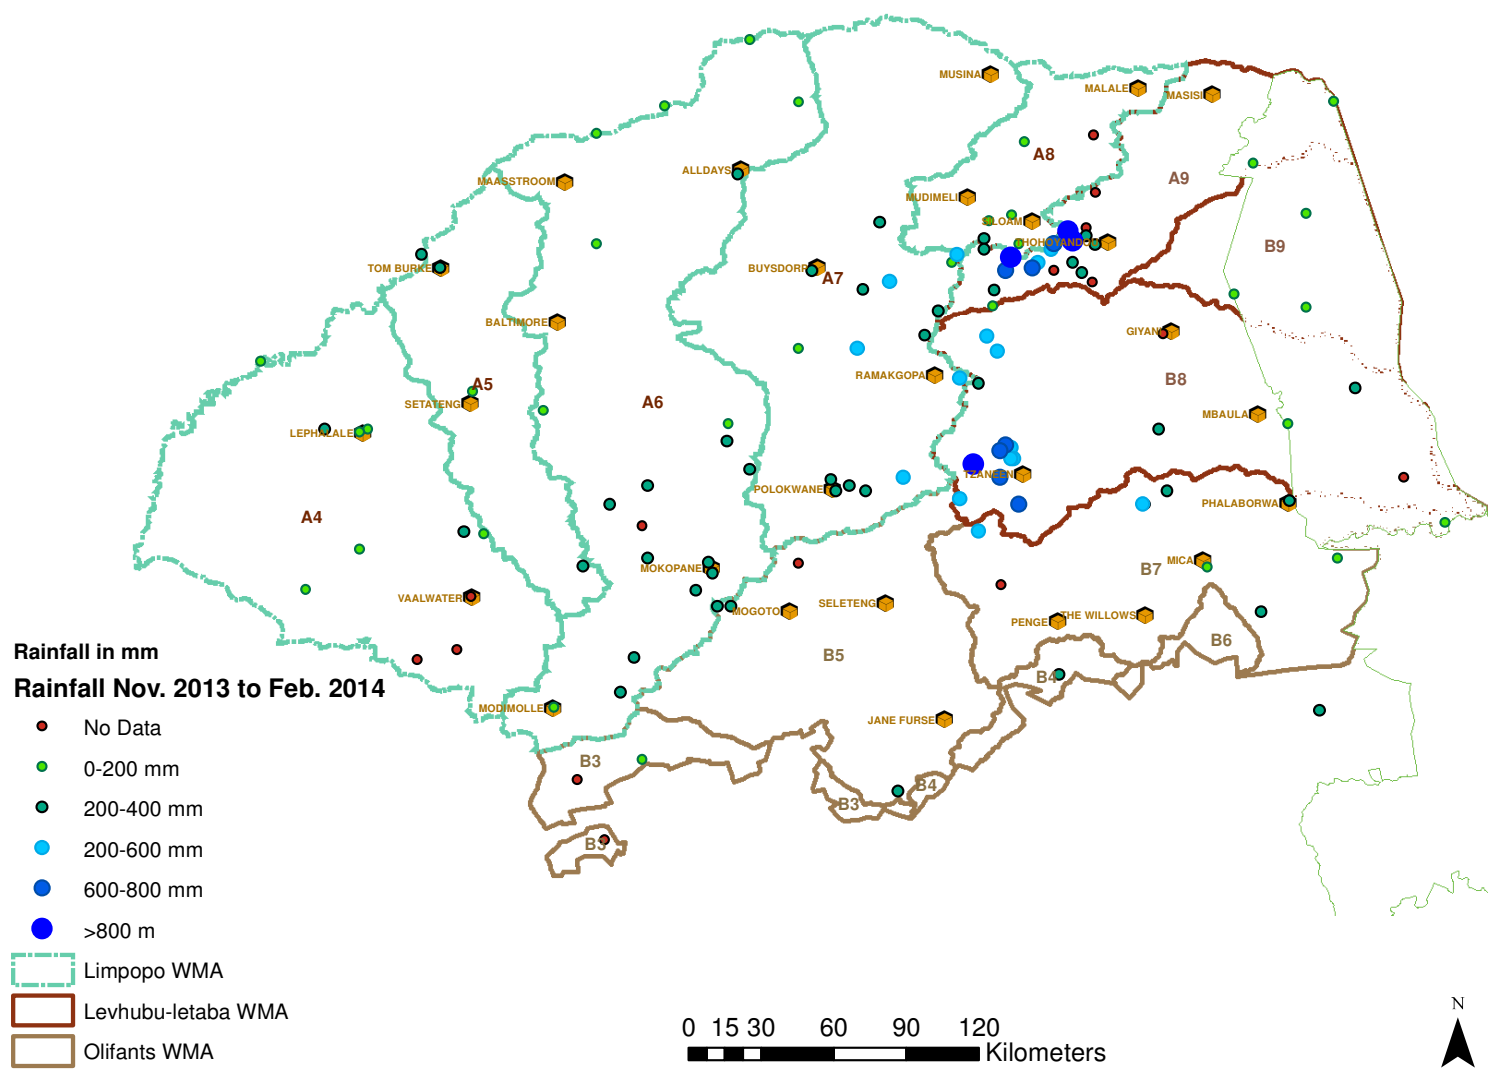 MUSINA
MALALE
MASISI
A8
ALLDAYS
MAASSTROOM
A9
MUDIMELI
SILOAM
THOHOYANDOU
B9
TOM BURKE
BUYSDORP
A7
BALTIMORE
GIYANI
RAMAKGOPA
B8
A5
SETATENG
A6
MBAULA
LEPHALALE
TZANEEN
POLOKWANE
PHALABORWA
A4
MOKOPANE
MICA
B7
VAALWATER
MOGOTO
SELETENG
PENGE
THE WILLOWS
B6
B5
B4
MODIMOLLE
JANE FURSE
B3
B4
B3
B3
Rainfall in mm
Rainfall Nov. 2013 to Feb. 2014
No Data
0-200 mm
200-400 mm
200-600 mm
600-800 mm
>800 m
Limpopo WMA
Levhubu-letaba WMA
Olifants WMA
0 15 30 60 90 120
Kilometers
N